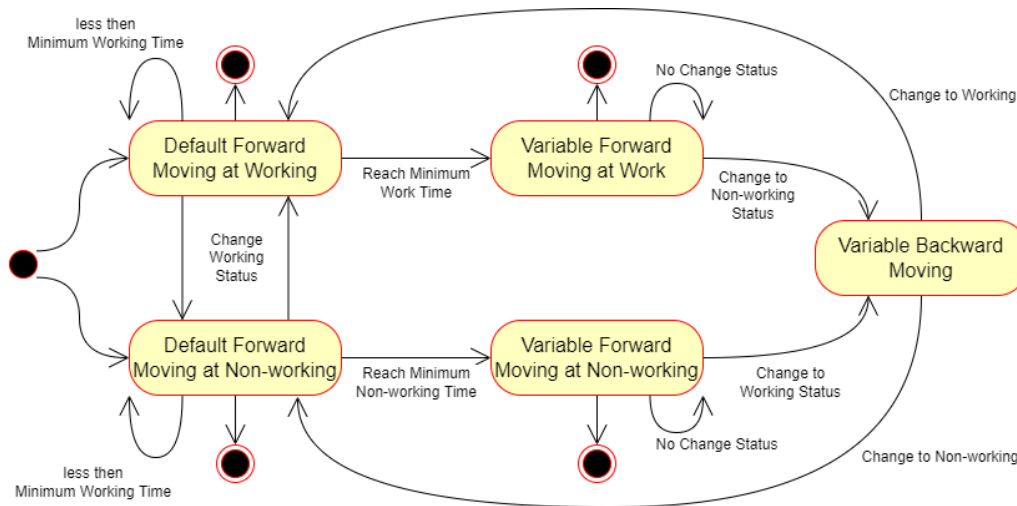 less then
Minimum Working Time
No Change Status
Change to Working
Default Forward
Moving at Working
Reach Minimum
Work Time
Variable Forward
Moving at Work
Change to
Non-working
Status
Change
Working
Status
Variable Backward
Moving
Default Forward
Moving at Non-working
Reach Minimum
Non-working Time
Variable Forward
Moving at Non-working
Change to
Working Status
No Change Status
Change to Non-working
less then
Minimum Working Time